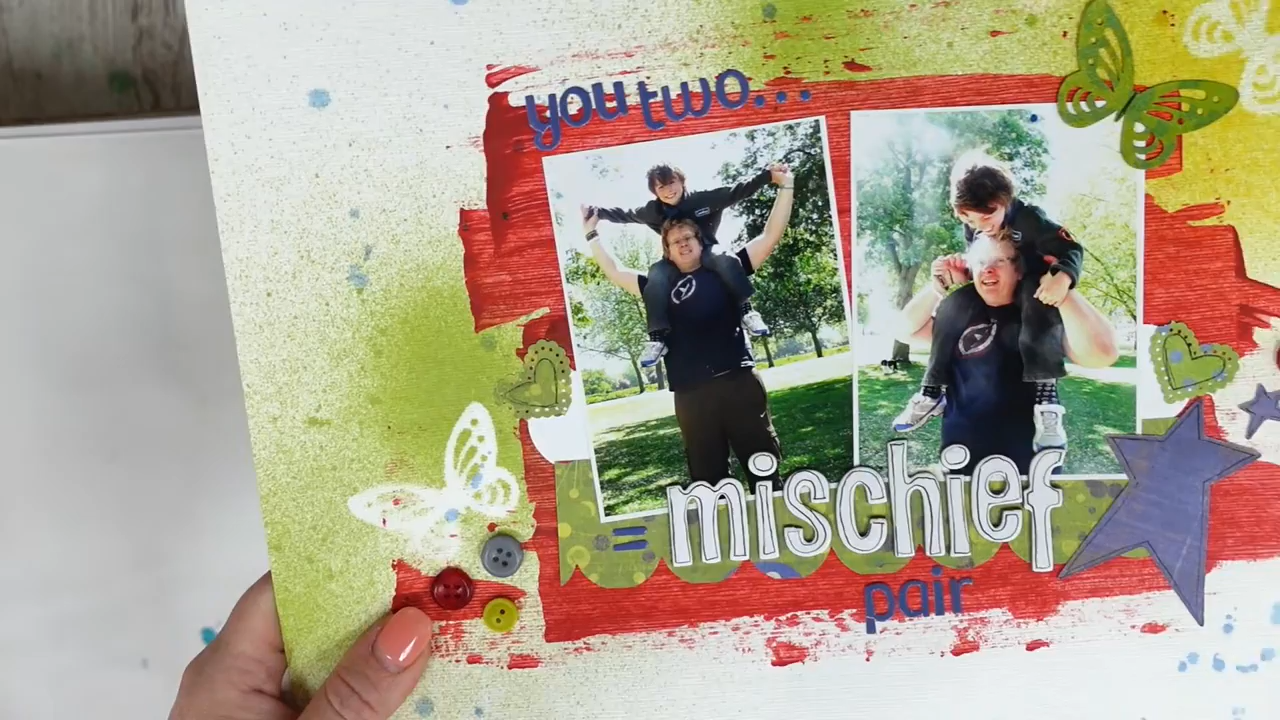 you two...
= mischief
pair